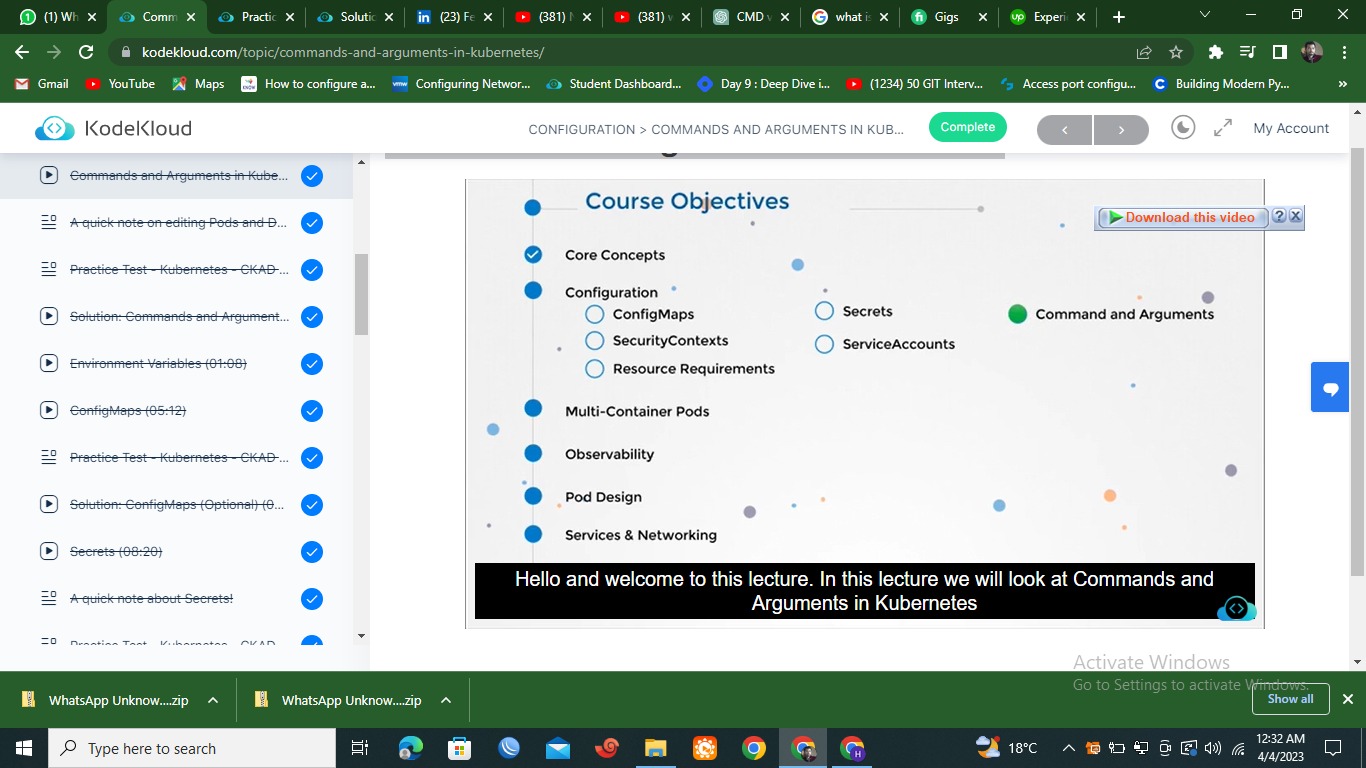 (1) Wh
Comm
Practic
Solutic
(23) Fe
(381)
(381)
CMD
what is
Gigs
Experi
kodekloud.com/topic/commands-and-arguments-in-kubernetes/
Gmail
YouTube
Maps
How to configure a...
Configuring Networ...
Student Dashboard...
Day 9 : Deep Dive i...
(1234) 50 GIT Interv...
Access port configu...
Building Modern Py...
»
KodeKloud
CONFIGURATION > COMMANDS AND ARGUMENTS IN KUB...
Complete
< >
My Account
Commands and Arguments in Kube...
A quick note on editing Pods and D...
Practice Test - Kubernetes - CKAD ...
Solution: Commands and Argument...
Environment Variables (01:08)
ConfigMaps (05:12)
Practice Test - Kubernetes - CKAD ...
Solution: ConfigMaps (Optional) (0...
Secrets (08:20)
A quick note about Secrets!
Practice Test - Kubernetes - CKAD
Course Objectives
Download this video ? X
Core Concepts
Configuration
ConfigMaps
Secrets
Command and Arguments
SecurityContexts
ServiceAccounts
Resource Requirements
Multi-Container Pods
Observability
Pod Design
Services & Networking
Hello and welcome to this lecture. In this lecture we will look at Commands and
Arguments in Kubernetes
Activate Windows
Go to Settings to activate Windows.
WhatsApp Unknow....zip
WhatsApp Unknow....zip
Show all
Type here to search
18°C
12:32 AM
4/4/2023